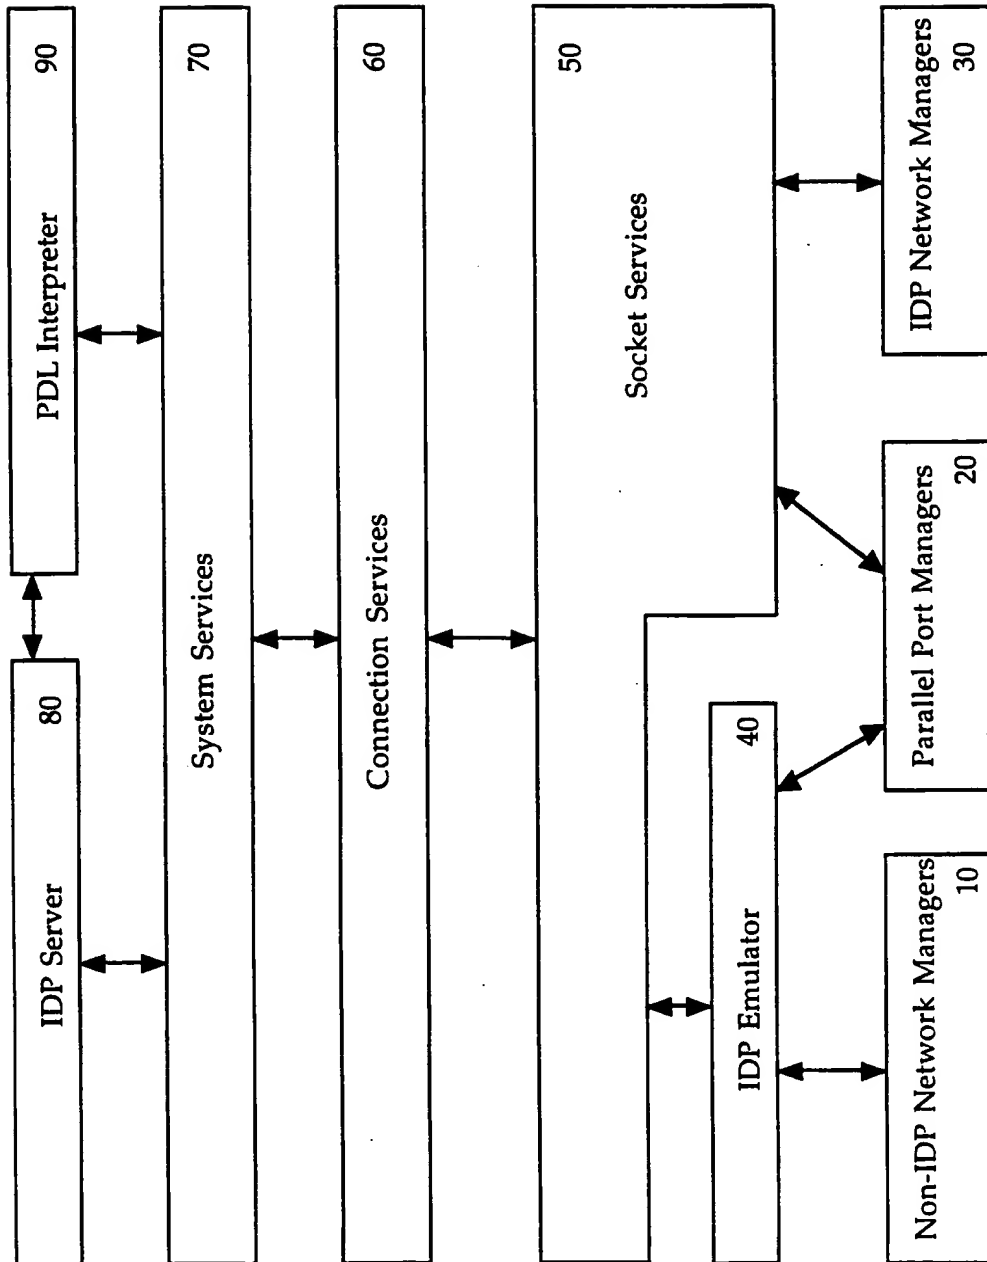 IDP Server
80
PDL Interpreter
90
System Services
70
Connection Services
60
Socket Services
50
IDP Emulator
40
Non-IDP Network Managers
10
Parallel Port Managers
20
IDP Network Managers
30